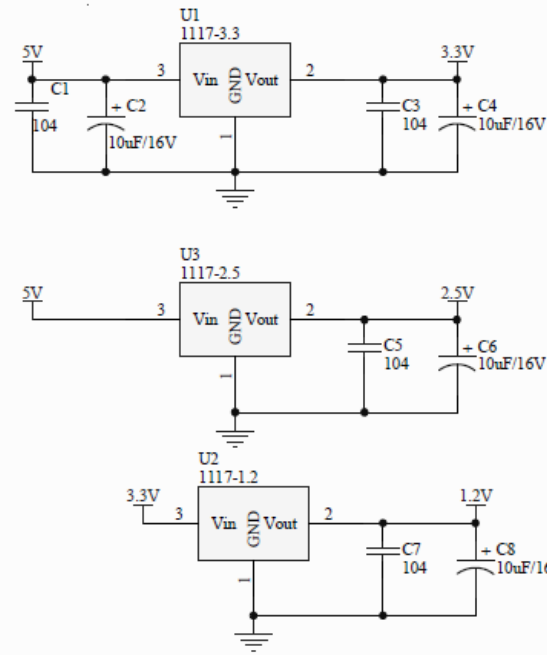 U1
1117-3.3
5V
3.3V
3
Vin
GND
Vout
2
C1
104
+ C2
10uF/16V
C3
104
+ C4
10uF/16V
1
U3
1117-2.5
5V
2.5V
3
Vin
GND
Vout
2
C5
104
+ C6
10uF/16V
1
U2
1117-1.2
3.3V
1.2V
3
Vin
GND
Vout
2
C7
104
+ C8
10uF/16
1